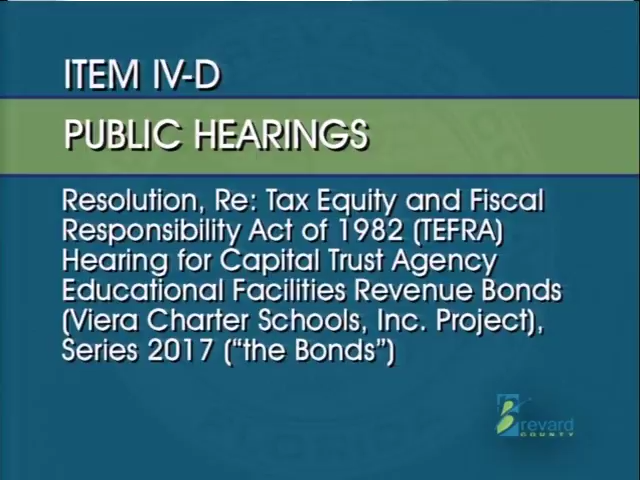 ITEM IV-D
PUBLIC HEARINGS
Resolution, Re: Tax Equity and Fiscal
Responsibility Act of 1982 (TEFRA)
Hearing for Capital Trust Agency
Educational Facilities Revenue Bonds
(Viera Charter Schools, Inc. Project),
Series 2017 (“the Bonds”)
Brevard
COUNTY